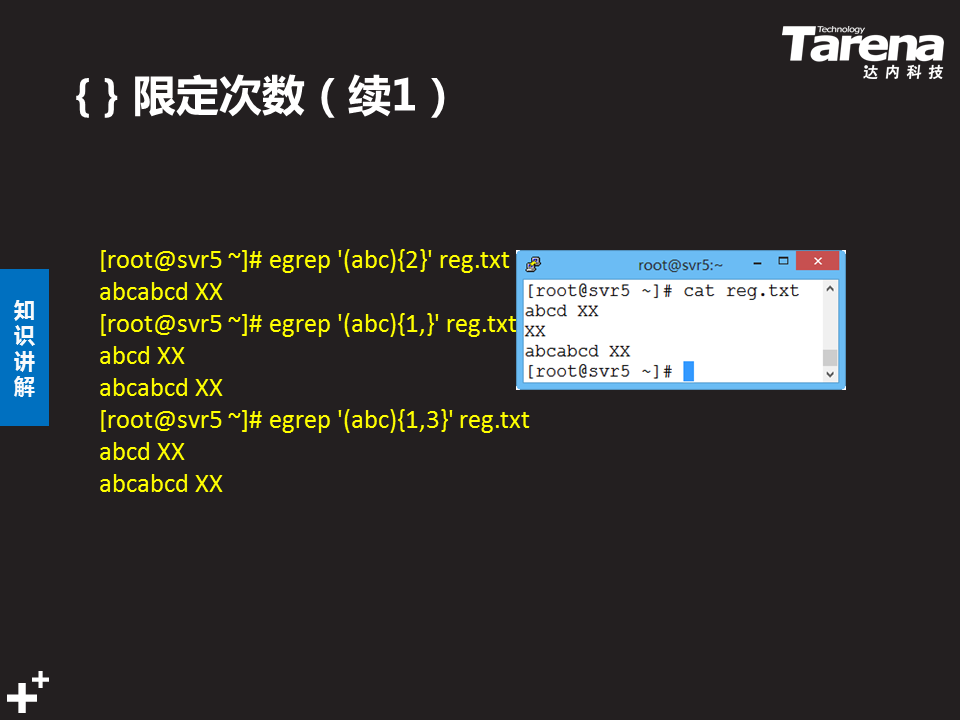 Technology
Tarena
达内科技
{ } 限定次数（续1）
知识讲解
[root@svr5 ~]# egrep '(abc){2}' reg.txt
abcabcd XX
[root@svr5 ~]# egrep '(abc){1,}' reg.txt
abcd XX
abcabcd XX
[root@svr5 ~]# egrep '(abc){1,3}' reg.txt
abcd XX
abcabcd XX
root@svr5:~
[root@svr5 ~]# cat reg.txt
abcd XX
XX
abcabcd XX
[root@svr5 ~]#